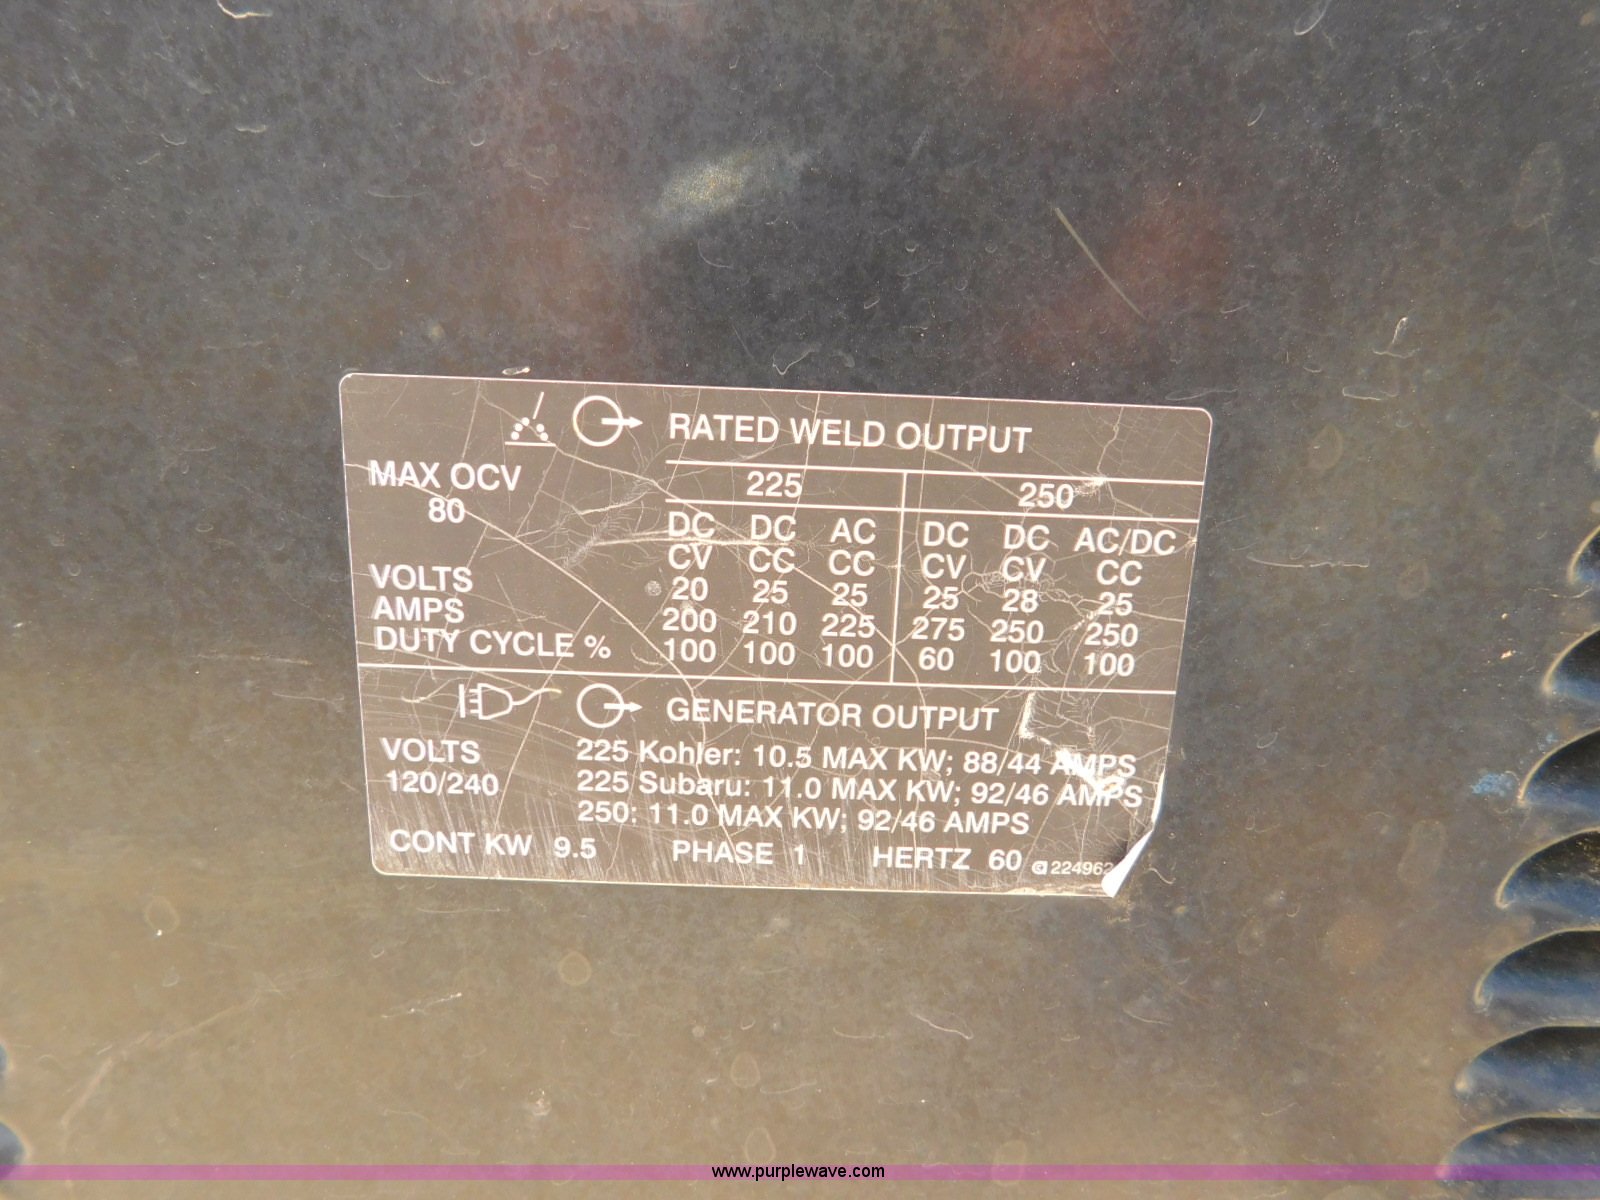 RATED WELD OUTPUT
MAX OCV 225 250
80
DC DC AC DC DC AC/DC
CV CC CC CV CV CC
VOLTS 20 25 25 25 28 25
AMPS 200 210 225 275 250 250
DUTY CYCLE % 100 100 100 60 100 100
GENERATOR OUTPUT
VOLTS 225 Kohler: 10.5 MAX KW; 88/44 AMPS
120/240 225 Subaru: 11.0 MAX KW; 92/46 AMPS
250: 11.0 MAX KW; 92/46 AMPS
CONT KW 9.5 PHASE 1 HERTZ 60
www.purplewave.com